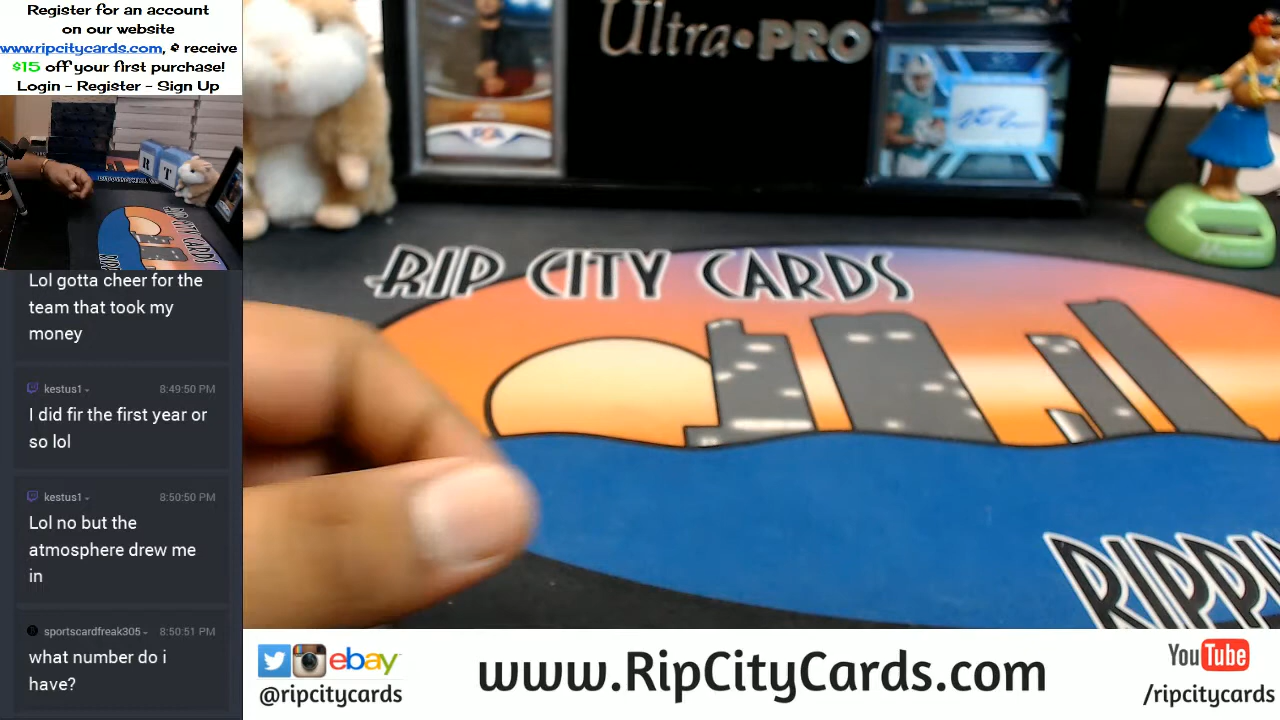 Register for an account
on our website
www.ripcitycards.com, & receive
$15 off your first purchase!
Login - Register - Sign Up
R T
RIP CITY CARDS
Lol gotta cheer for the
team that took my
money
kestus1
8:49:50 PM
I did fir the first year or
so lol
kestus1
8:50:50 PM
Lol no but the
atmosphere drew me
in
sportscardfreak305
8:50:51 PM
what number do i
have?
Ultra•PRO
RIP CITY CARDS
RIPPI
ebay
@ripcitycards
www.RipCityCards.com
YouTube
/ripcitycards